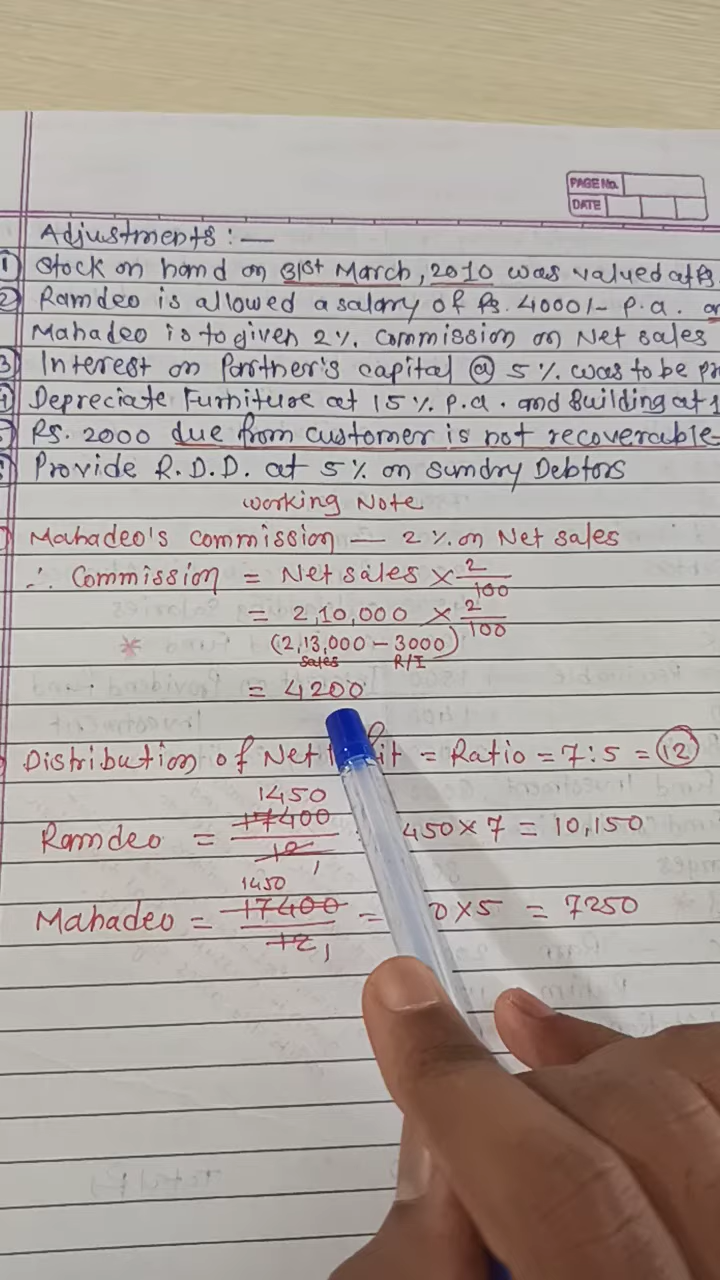 PAGE No.
DATE
Adjustments :—
① Stock on hand on 31st March, 2010 was valued at Rs.
② Ramdeo is allowed a salary of Rs. 4000/- p.a.
Mahadeo is to given 2% Commission on Net sales
③ Interest on Partner's capital @ 5% was to be
Depreciate Furniture at 15% p.a. and Building at
Rs. 2000 due from customer is not recoverable
Provide R.D.D. at 5% on Sundry Debtors
Working Note
Mahadeo's Commission — 2% on Net sales
∴ Commission = Net sales × 2/100
= 2,10,000 × 2/100
(2,13,000 – 3000)
Sales R/I
= 4200
Distribution of Net = Ratio = 7:5 = 12
1450
Ramdeo = 17400/12 450×7 = 10,150
1
1450
Mahadeo = 17400/12 = 0×5 = 7250
1